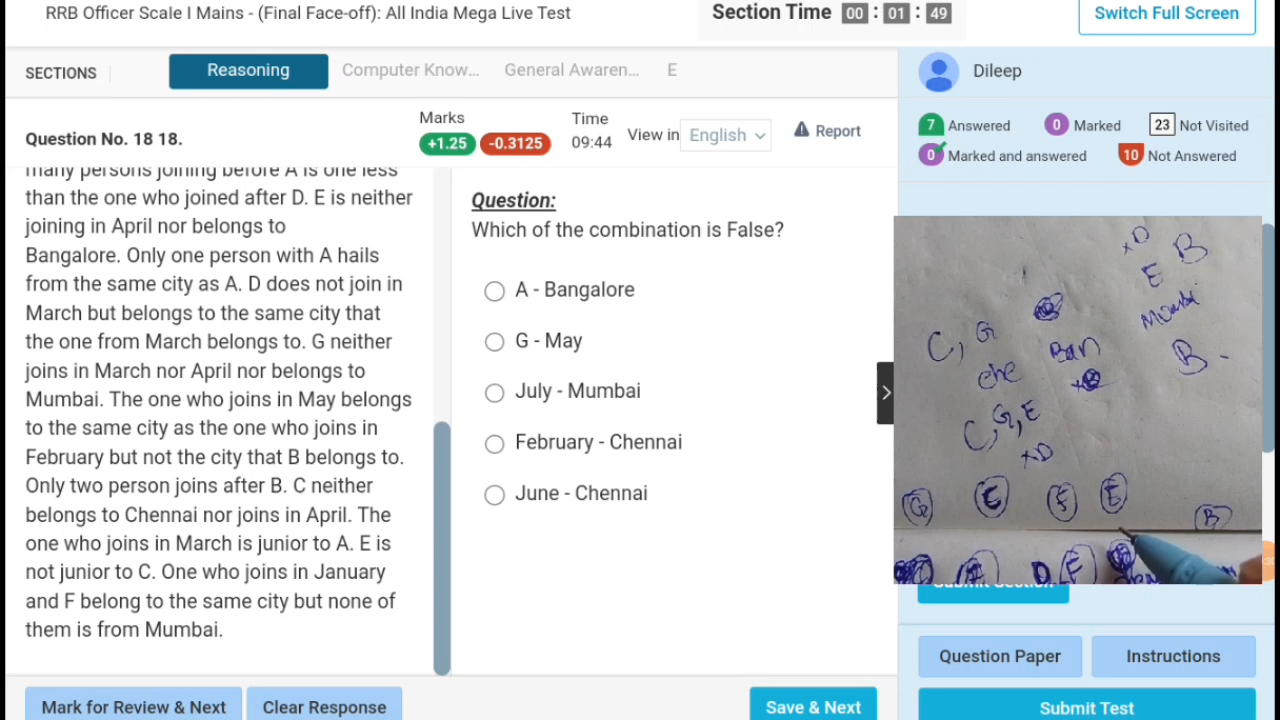 RRB Officer Scale I Mains - (Final Face-off): All India Mega Live Test
Section Time 00 : 01 : 49
Switch Full Screen
SECTIONS
Reasoning
Computer Know...
General Awaren...
E
Dileep
Question No. 18 18.
Marks
+1.25 -0.3125
Time
09:44
View in English
Report
7 Answered
0 Marked
23 Not Visited
0 Marked and answered
10 Not Answered
many persons joining before A is one less
than the one who joined after D. E is neither
joining in April nor belongs to
Bangalore. Only one person with A hails
from the same city as A. D does not join in
March but belongs to the same city that
the one from March belongs to. G neither
joins in March nor April nor belongs to
Mumbai. The one who joins in May belongs
to the same city as the one who joins in
February but not the city that B belongs to.
Only two person joins after B. C neither
belongs to Chennai nor joins in April. The
one who joins in March is junior to A. E is
not junior to C. One who joins in January
and F belong to the same city but none of
them is from Mumbai.
Question:
Which of the combination is False?
A - Bangalore
G - May
July - Mumbai
February - Chennai
June - Chennai
xD B
E
C, G
che Ban
B -
C, G, E
xD
B
Submit Section
Question Paper
Instructions
Mark for Review & Next
Clear Response
Save & Next
Submit Test